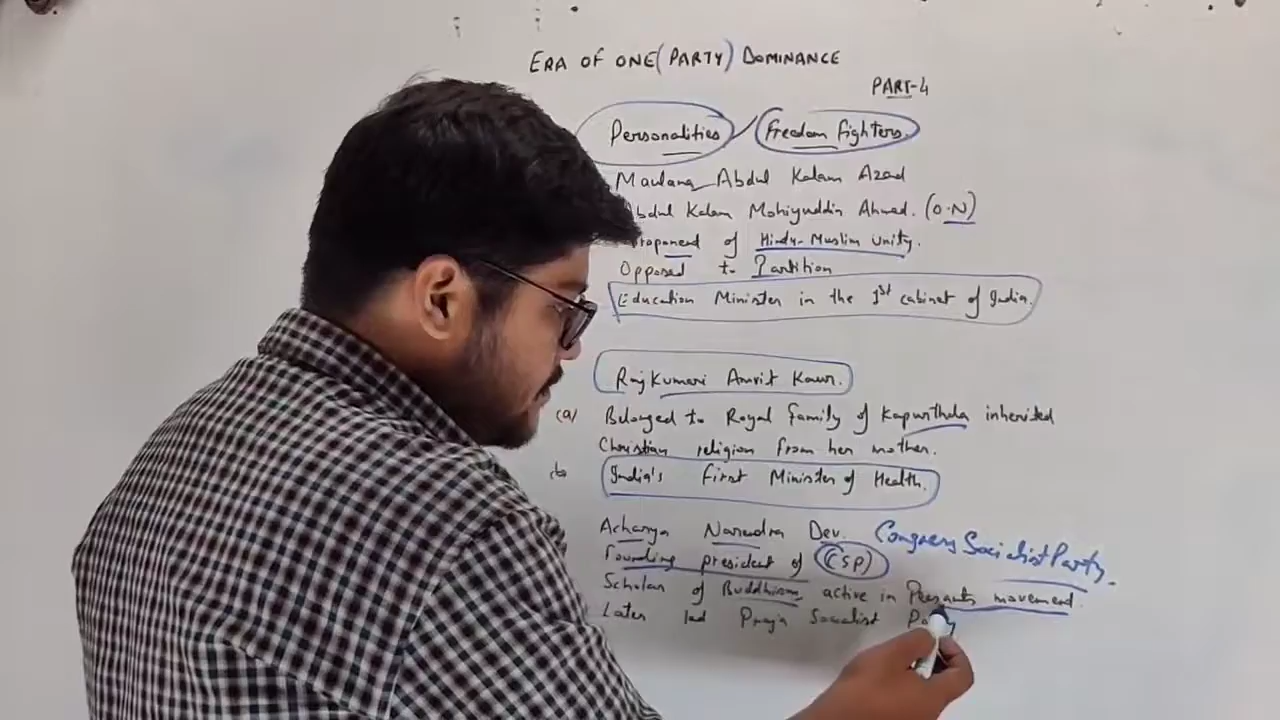 ERA OF ONE (PARTY) DOMINANCE
PART-4
Personalities / Freedom Fighters.
Maulana Abdul Kalam Azad
Abdul Kalam Mohiyuddin Ahmed. (O.N)
Proponend of Hindu-Muslim Unity.
Opposed to Partition
Education Minister in the 1st cabinet of India.
Rajkumari Amrit Kaur.
(a) Belonged to Royal family of Kapurthala inherited
Christian religion from her mother.
(b) India's First Minister of Health.
Acharya Narendra Dev. Congress Socialist Party.
Founding president of (CSP)
Scholar of Buddhism active in Peasants movement.
Later led Praja Socialist